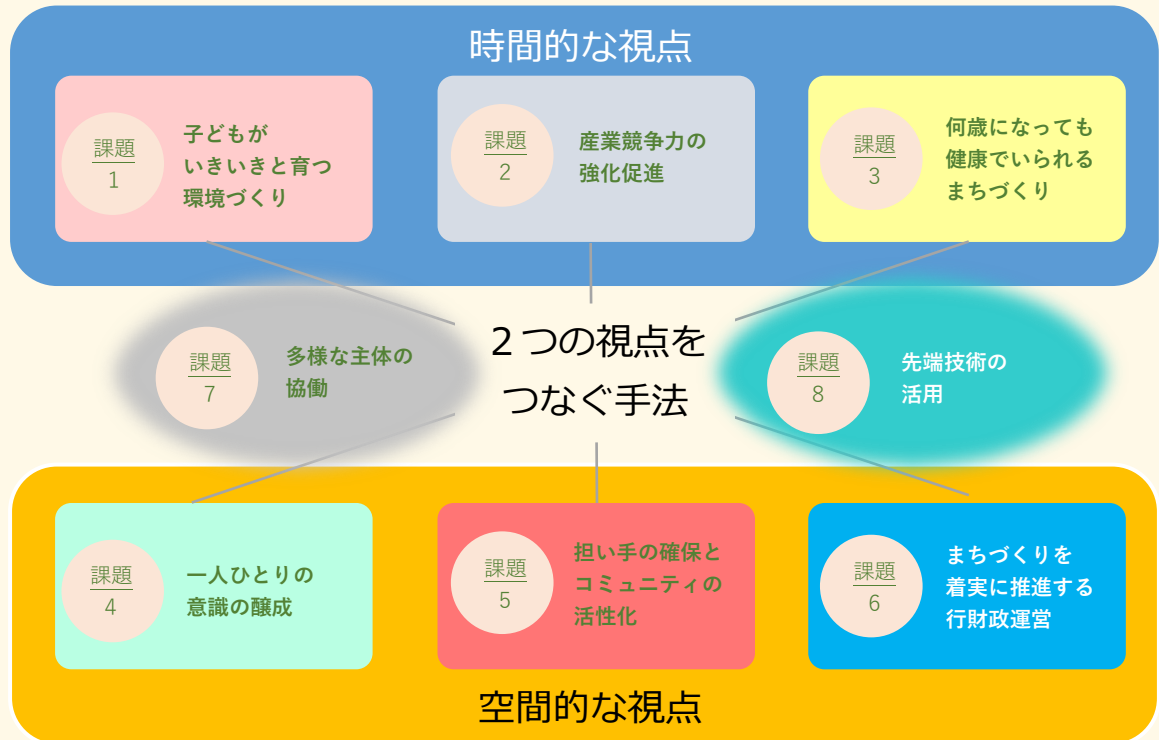 時間的な視点
課題
1
子どもが
いきいきと育つ
環境づくり
課題
2
産業競争力の
強化促進
課題
3
何歳になっても
健康でいられる
まちづくり
課題
7
多様な主体の
協働
２つの視点を
つなぐ手法
課題
8
先端技術の
活用
課題
4
一人ひとりの
意識の醸成
課題
5
担い手の確保と
コミュニティの
活性化
課題
6
まちづくりを
着実に推進する
行財政運営
空間的な視点